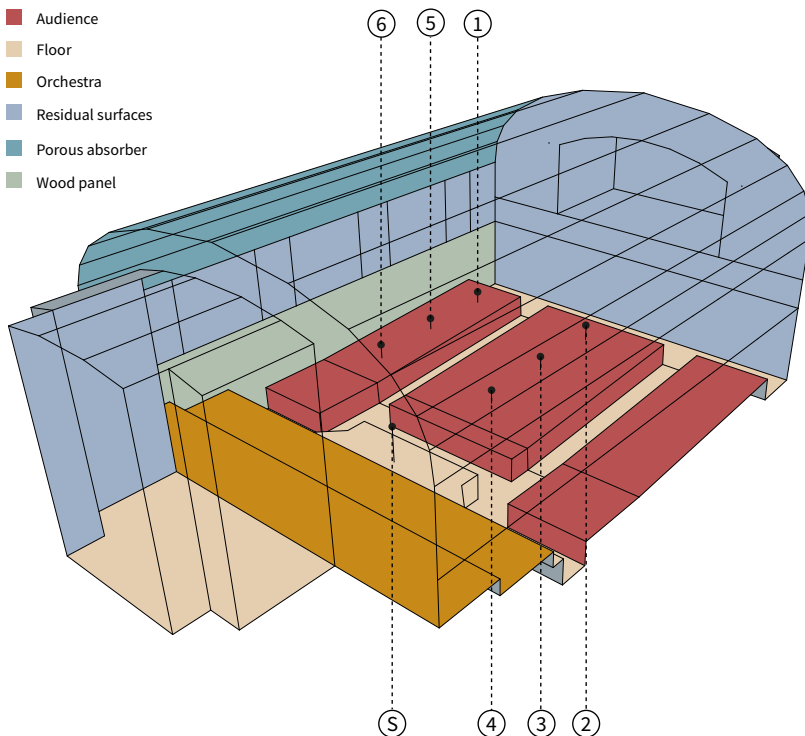 Audience
Floor
Orchestra
Residual surfaces
Porous absorber
Wood panel
6 5 1
S 4 3 2